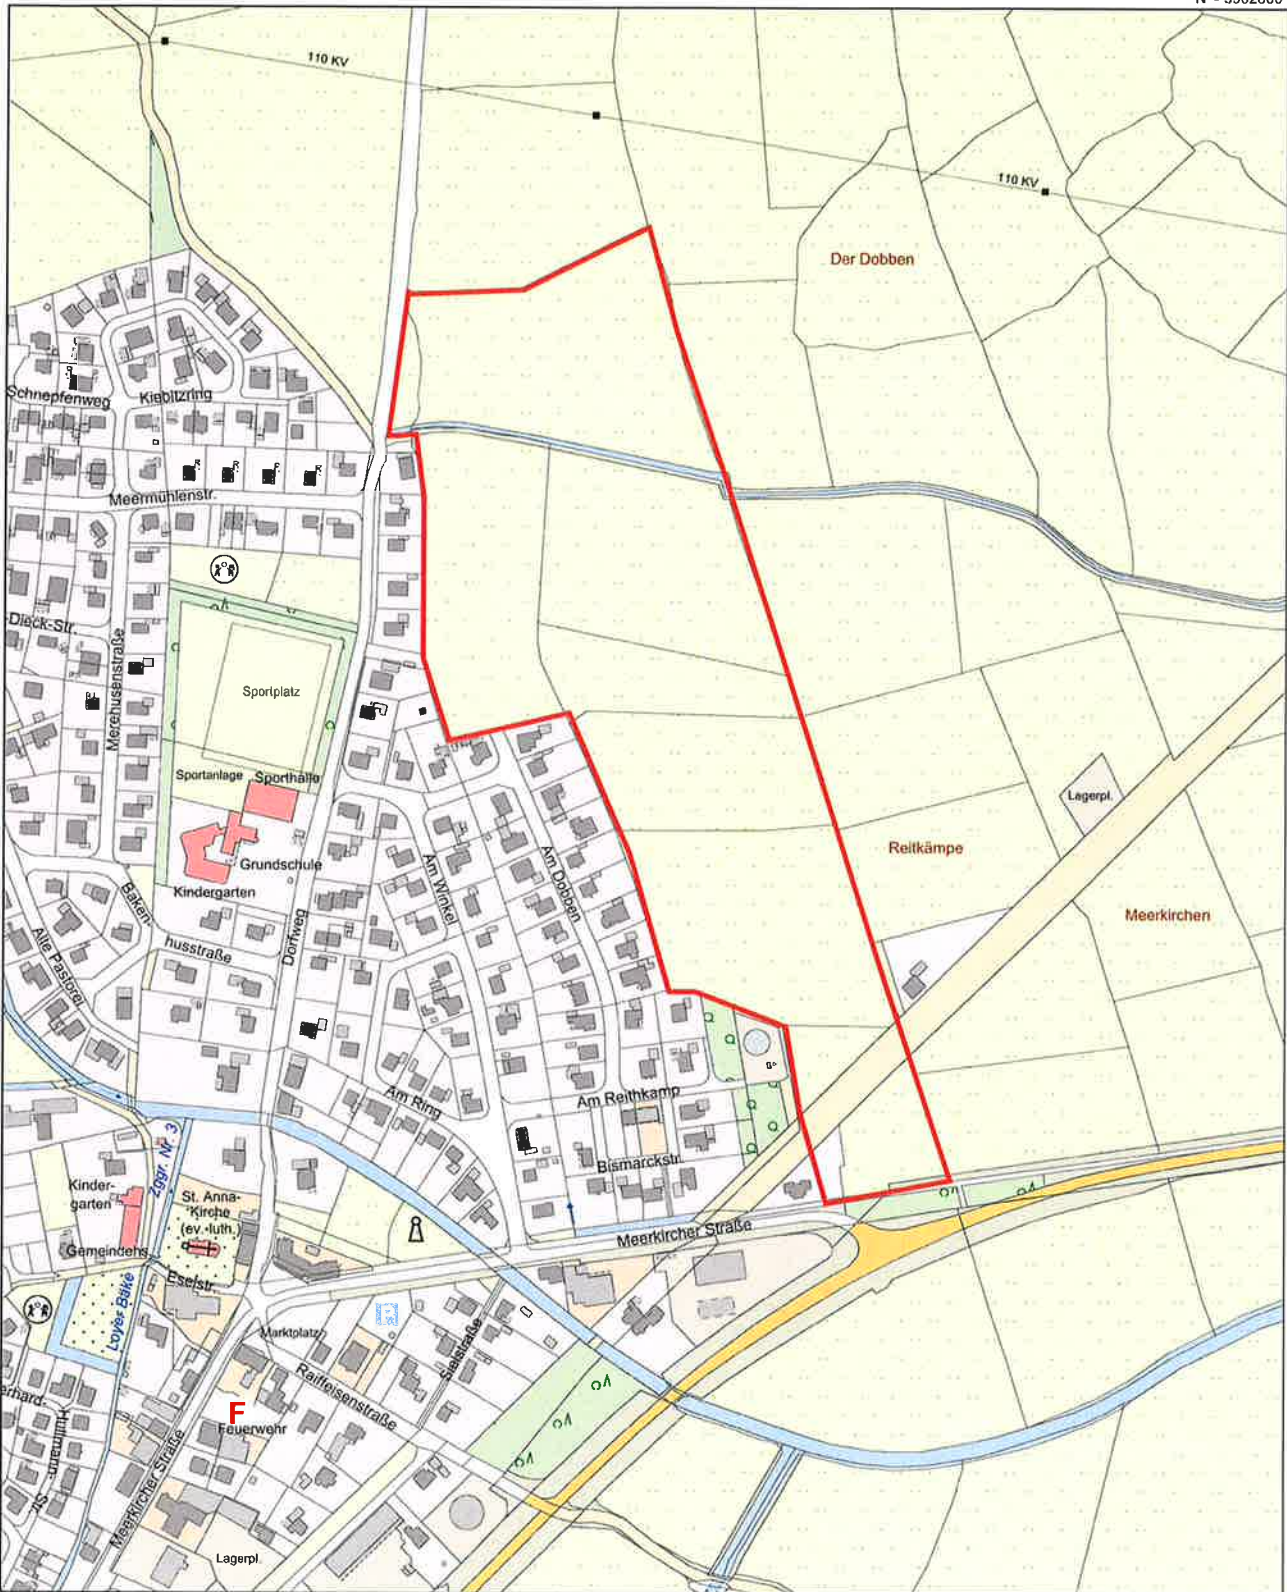 110 KV
110 KV
Der Dobben
Schnepfenweg
Kiebitzring
Meermühlenstr.
-Dieck-Str.
Merehusenstraße
Sportplatz
Sportanlage
Sporthalle
Lagerpl.
Reitkämpe
Grundschule
Kindergarten
Am Winkel
Am Dobben
Meerkirchen
Baken-
husstraße
Dorfweg
Alte Pastorei
Am Ring
Am Reithkamp
Bismarckstr.
Zggr. Nr. 3
Kinder-
garten
St. Anna-
Kirche
(ev.-luth.)
Gemeindehs.
Meerkircher Straße
Eselstr.
Loyer Bäke
Marktplatz
Sielstraße
Raiffeisenstraße
F
Feuerwehr
erhard-
Hüllmann-
Str.
Meerkircher Straße
Lagerpl.